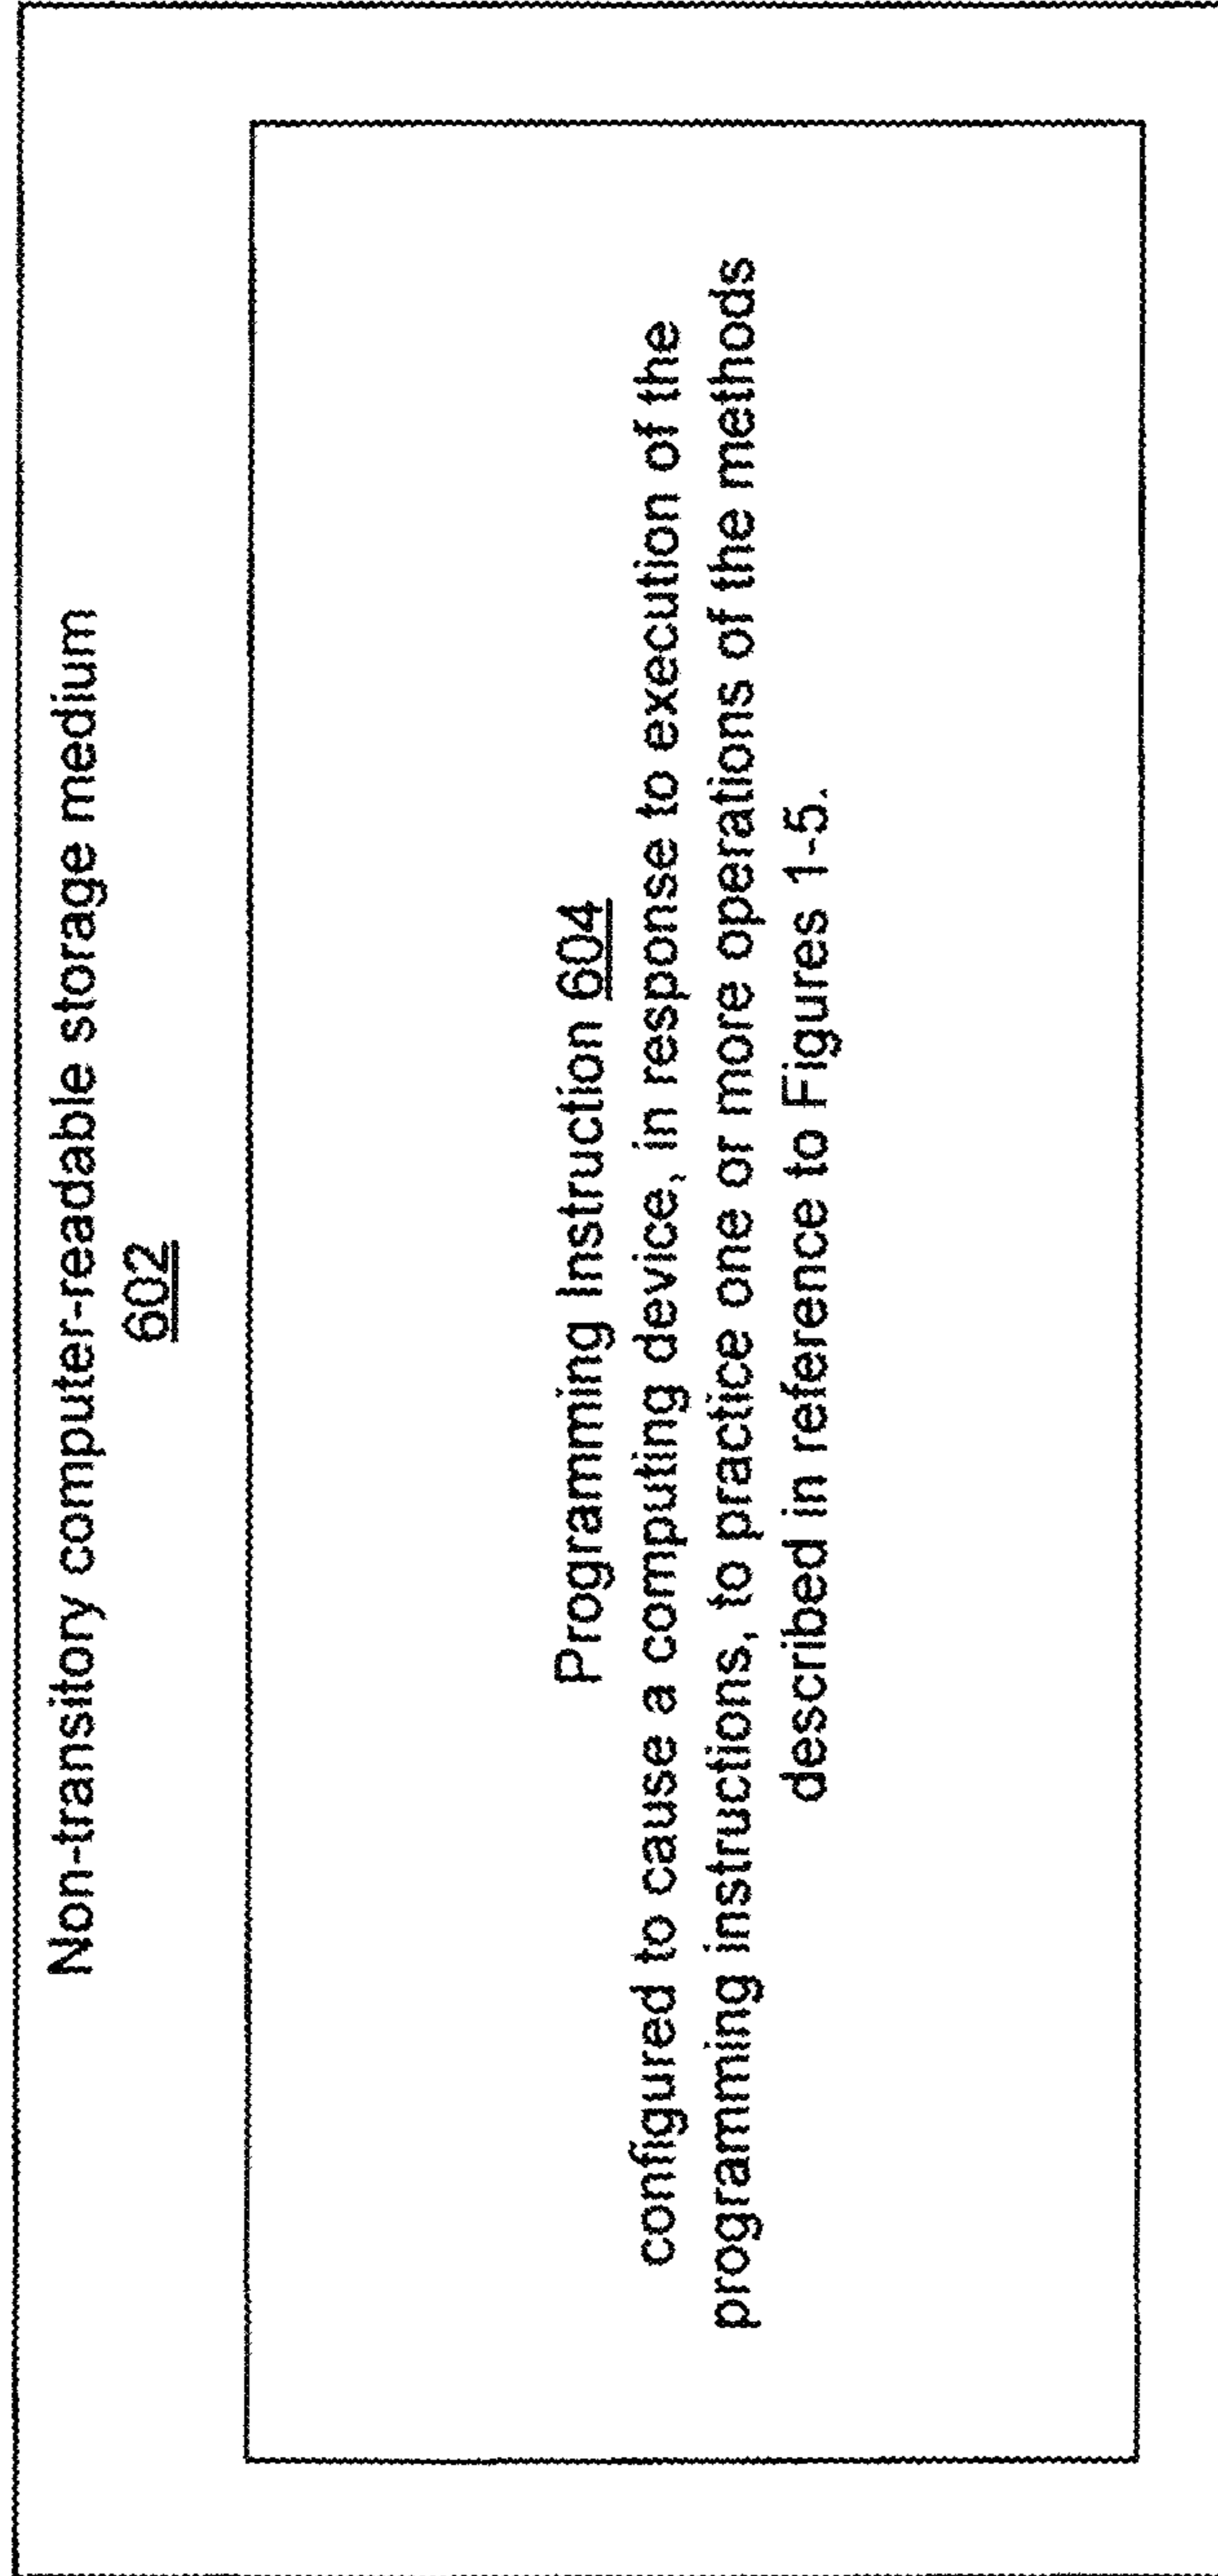 Non-transitory computer-readable storage medium
602
Programming Instruction 604
configured to cause a computing device, in response to execution of the
programming instructions, to practice one or more operations of the methods
described in reference to Figures 1-5.